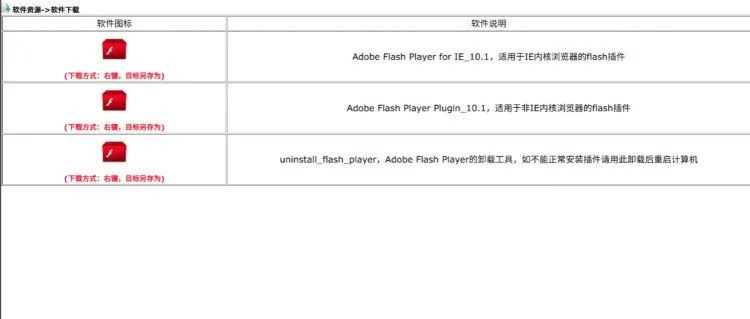 软件资源->软件下载
软件图标
软件说明
(下载方式：右键，目标另存为)
Adobe Flash Player for IE_10.1，适用于IE内核浏览器的flash插件
(下载方式：右键，目标另存为)
Adobe Flash Player Plugin_10.1，适用于非IE内核浏览器的flash插件
(下载方式：右键，目标另存为)
uninstall_flash_player，Adobe Flash Player的卸载工具，如不能正常安装插件请用此卸载后重启计算机